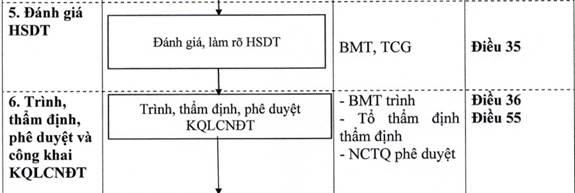 5. Đánh giá
HSDT
Đánh giá, làm rõ HSDT
BMT, TCG
Điều 35
6. Trình,
thẩm định,
phê duyệt và
công khai
KQLCNĐT
Trình, thẩm định, phê duyệt
KQLCNĐT
- BMT trình
- Tổ thẩm định
thẩm định
- NCTQ phê duyệt
Điều 36
Điều 55